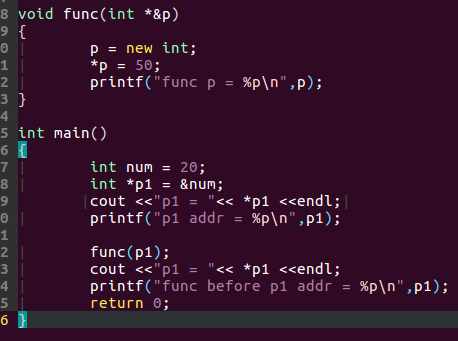 8 void func(int *&p)
9 {
0 p = new int;
1 *p = 50;
2 printf("func p = %p\n",p);
3 }
4
5 int main()
6 {
7 int num = 20;
8 int *p1 = &num;
9 cout <<"p1 = "<< *p1 <<endl;
0 printf("p1 addr = %p\n",p1);
1
2 func(p1);
3 cout <<"p1 = "<< *p1 <<endl;
4 printf("func before p1 addr = %p\n",p1);
5 return 0;
6 }